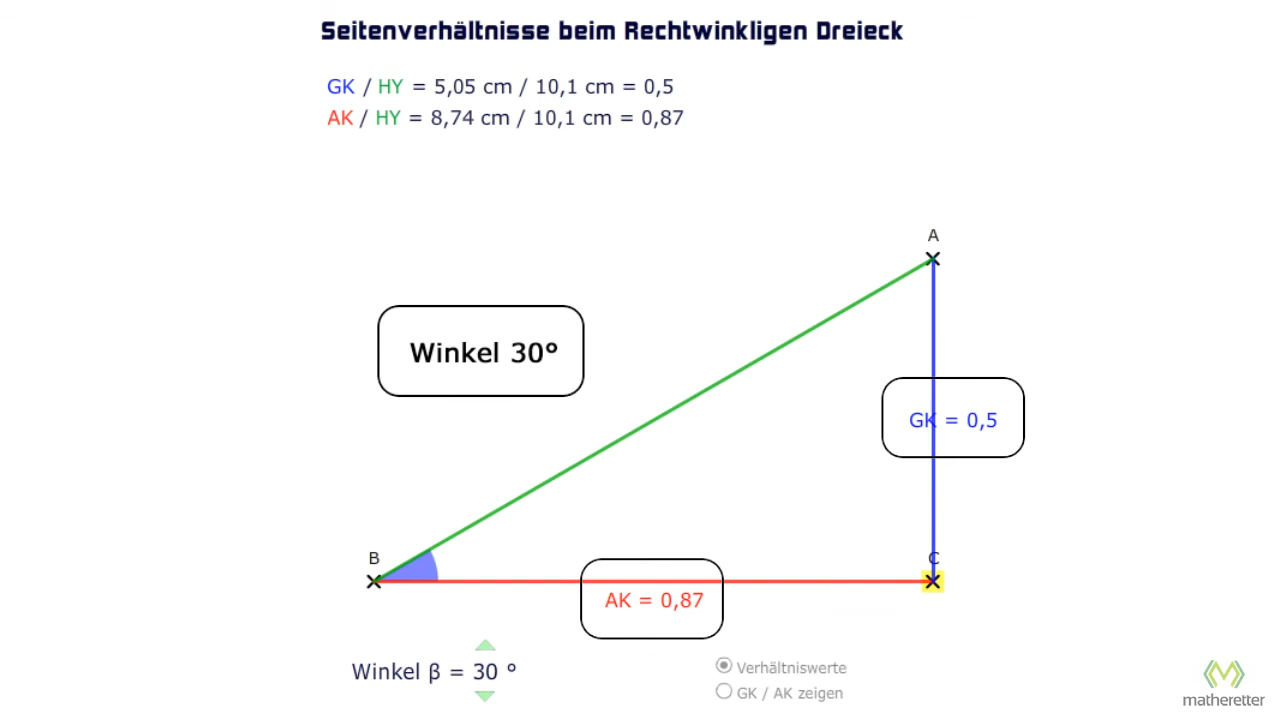 Seitenverhältnisse beim Rechtwinkligen Dreieck
GK / HY = 5,05 cm / 10,1 cm = 0,5
AK / HY = 8,74 cm / 10,1 cm = 0,87
A
Winkel 30°
GK = 0,5
B
C
AK = 0,87
Winkel β = 30 °
Verhältniswerte
GK / AK zeigen
matheretter